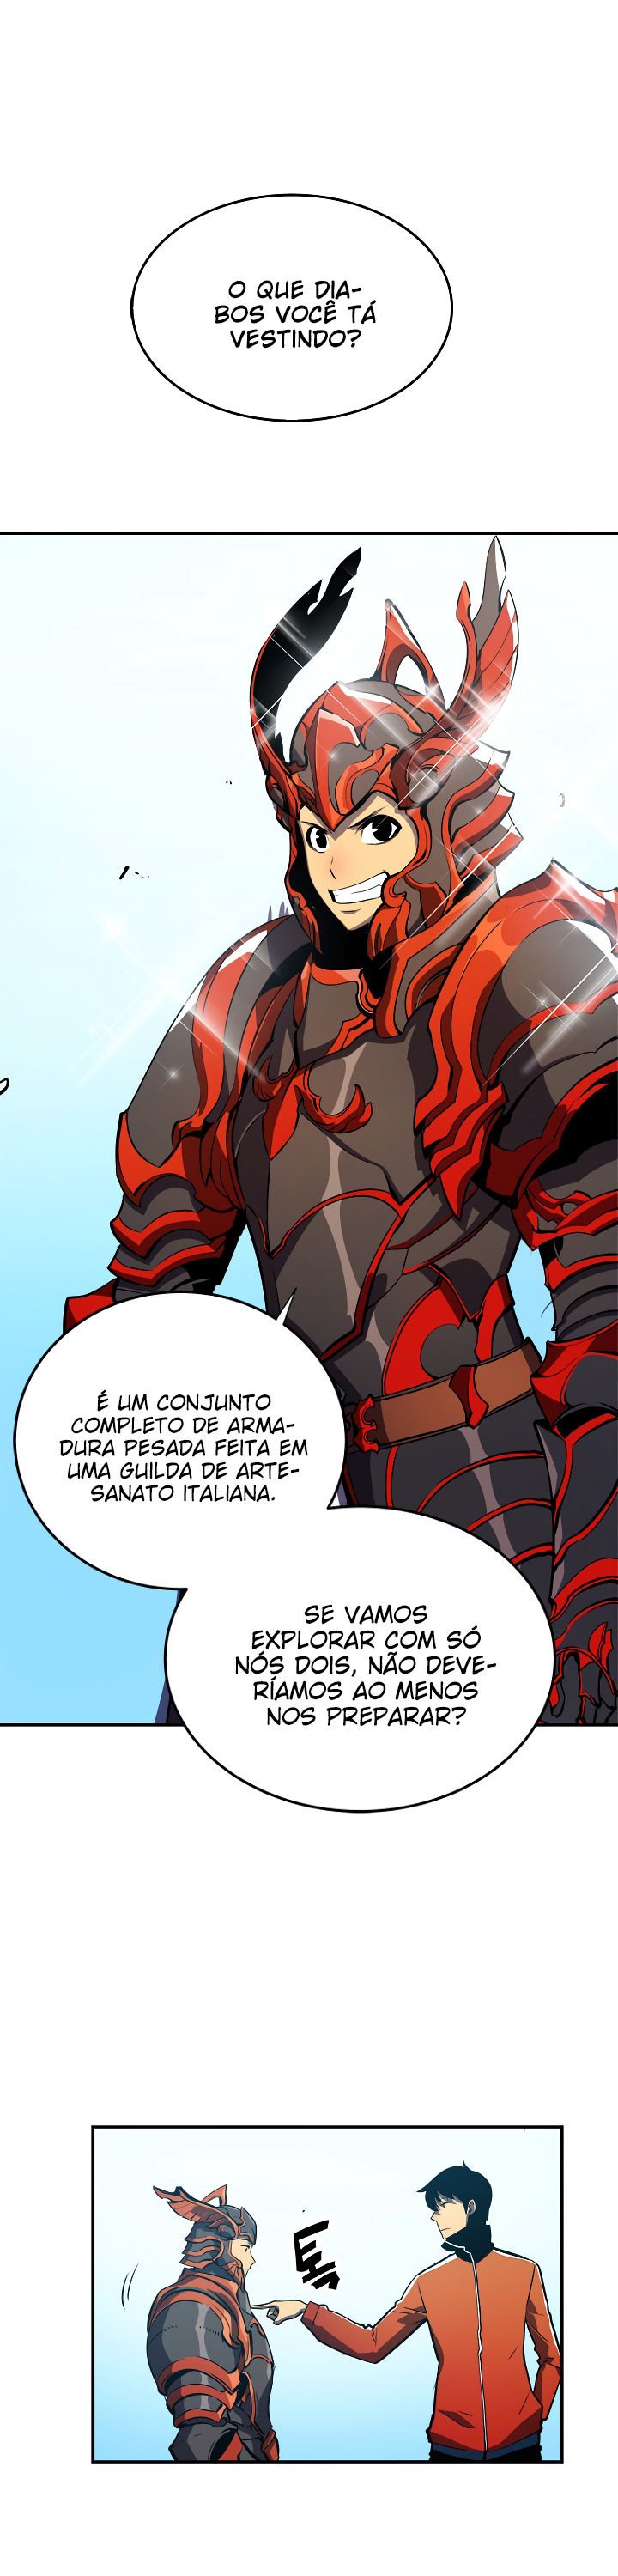 O QUE DIA-
BOS VOCÊ TÁ
VESTINDO?
É UM CONJUNTO
COMPLETO DE ARMA-
DURA PESADA FEITA EM
UMA GUILDA DE ARTE-
SANATO ITALIANA.
SE VAMOS
EXPLORAR COM SÓ
NÓS DOIS, NÃO DEVE-
RÍAMOS AO MENOS
NOS PREPARAR?
툭